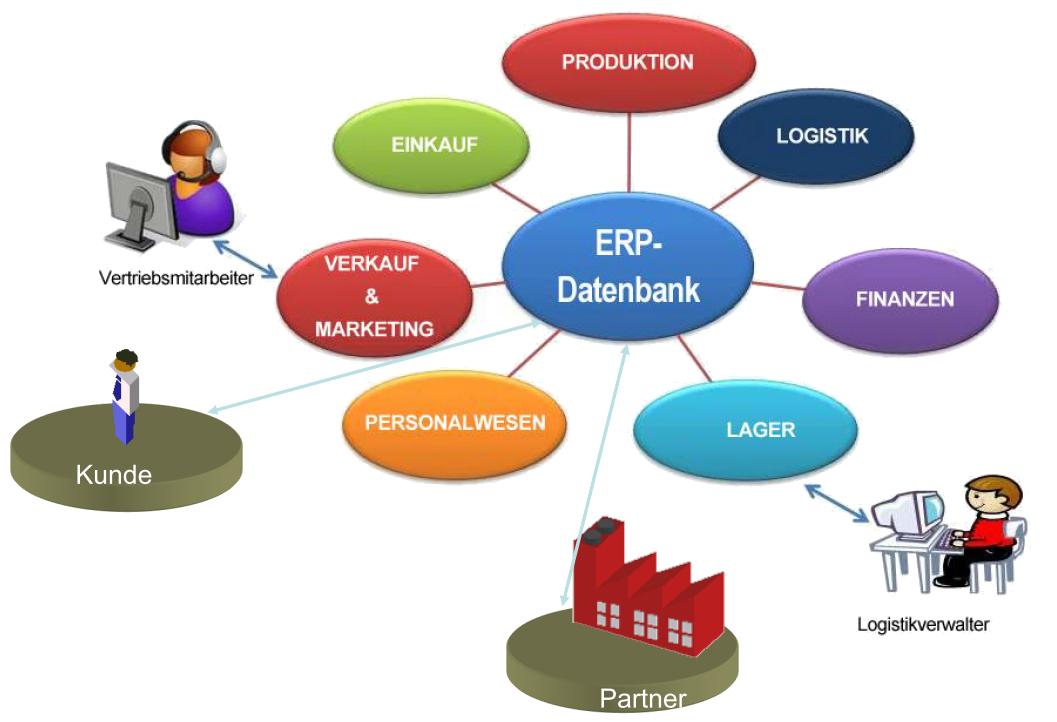 PRODUKTION
EINKAUF
LOGISTIK
ERP-
Datenbank
VERKAUF
&
MARKETING
FINANZEN
Vertriebsmitarbeiter
PERSONALWESEN
LAGER
Kunde
Logistikverwalter
Partner